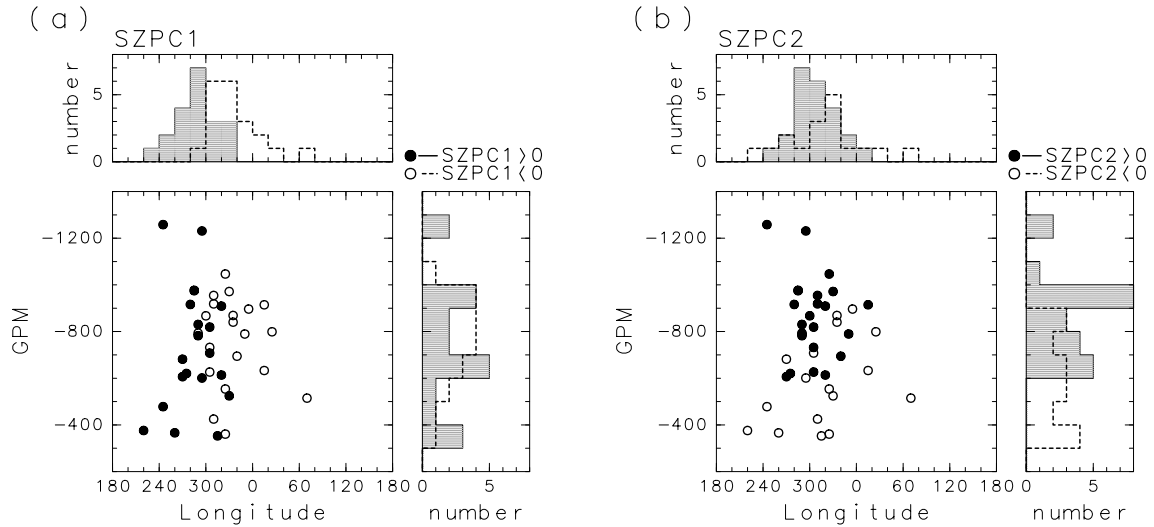 (a)
SZPC1
number
5
0
SZPC1>0
SZPC1<0
GPM
-1200
-800
-400
180 240 300 0 60 120 180
Longitude
0 5
number
(b)
SZPC2
number
5
0
SZPC2>0
SZPC2<0
GPM
-1200
-800
-400
180 240 300 0 60 120 180
Longitude
0 5
number